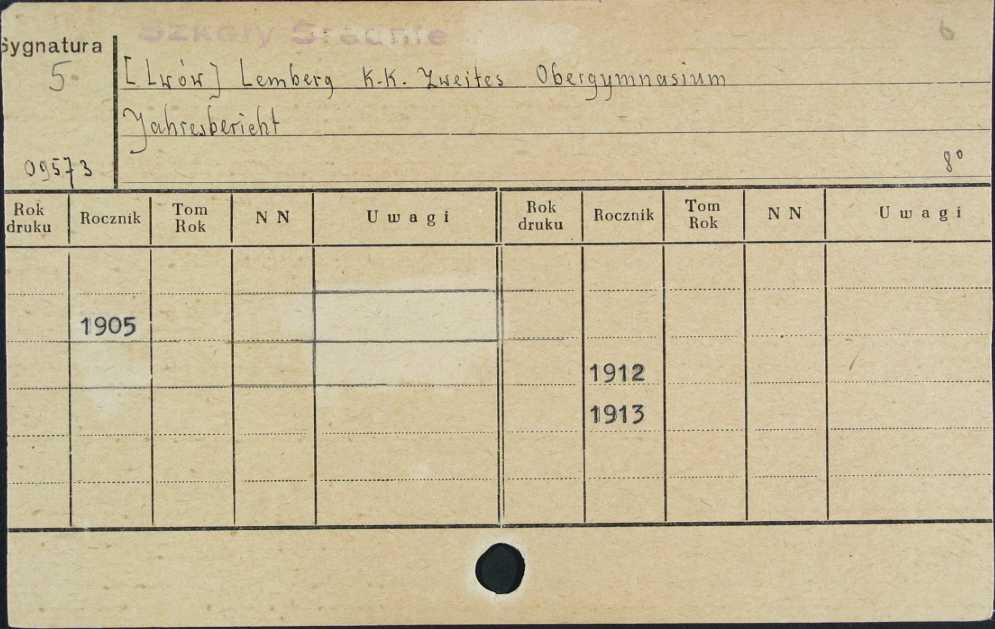 Szkoły Średnie
6
Sygnatura
5.
[Lwów] Lemberg K.K. Zweites Obergymnasium
Jahresbericht
09573
8°
Rok druku Rocznik Tom Rok N N Uwagi Rok druku Rocznik Tom Rok N N Uwagi
1905
1912
1913